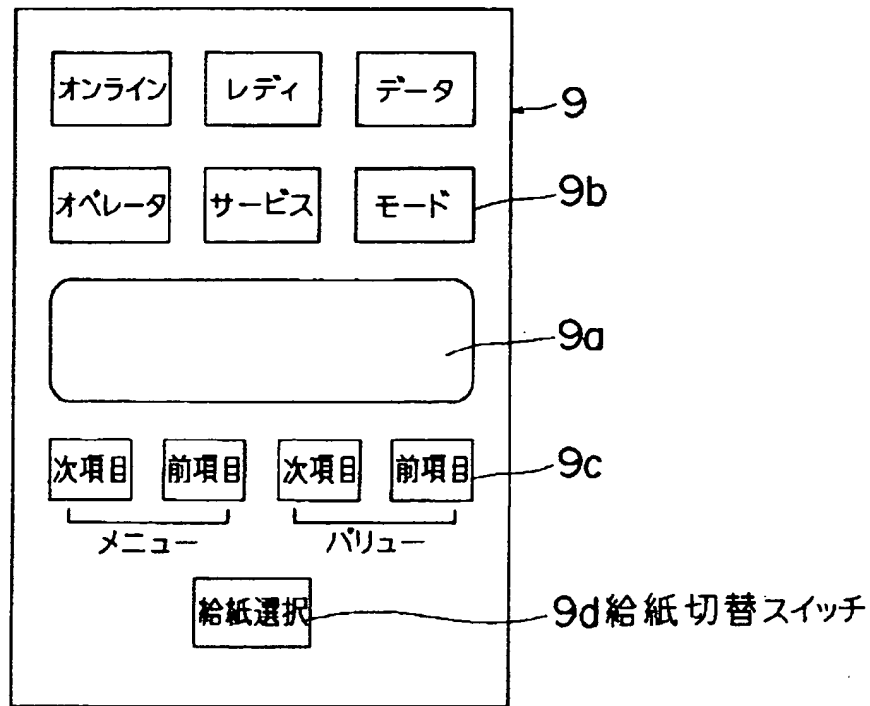 オンライン レディ データ 9
オペレータ サービス モード 9b
9a
次項目 前項目 次項目 前項目 9c
メニュー バリュー
給紙選択 9d給紙切替スイッチ